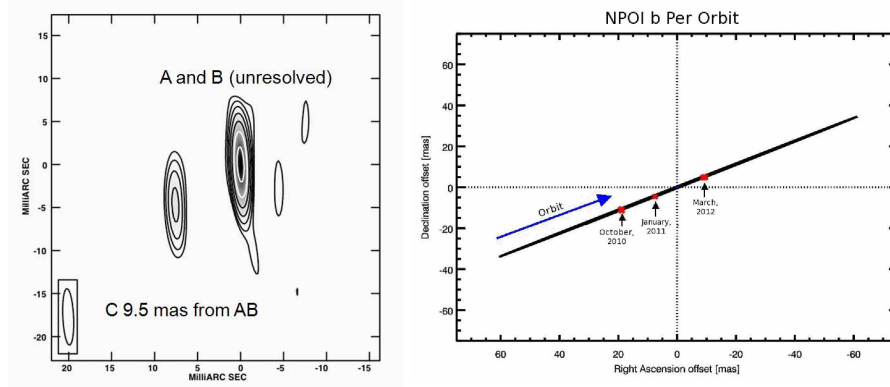 15
10
5
0
-5
-10
-15
-20
MilliARC SEC
A and B (unresolved)
C 9.5 mas from AB
20 15 10 5 0 -5 -10 -15
MilliARC SEC
NPOI b Per Orbit
60
40
20
0
-20
-40
-60
Declination offset [mas]
Orbit
October,
2010
January,
2011
March,
2012
60 40 20 0 -20 -40 -60
Right Ascension offset [mas]